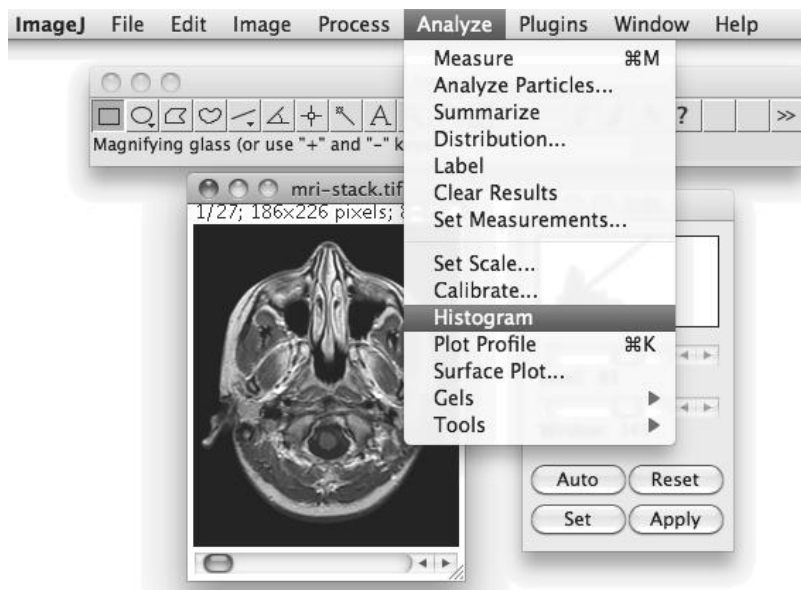 ImageJ File Edit Image Process Analyze Plugins Window Help
Measure ⌘M
Analyze Particles...
Summarize
Distribution...
Label
Clear Results
Set Measurements...
Set Scale...
Calibrate...
Histogram
Plot Profile ⌘K
Surface Plot...
Gels
Tools
A ? >>
Magnifying glass (or use "+" and "-" k
mri-stack.tif
1/27; 186x226 pixels;
Auto Reset
Set Apply